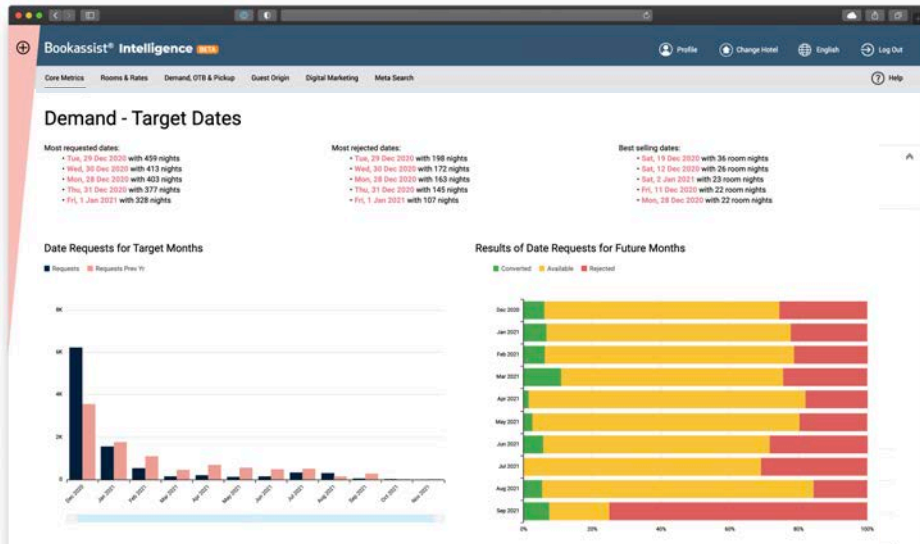 Bookassist® Intelligence BETA
Profile
Change Hotel
English
Log Out
Core Metrics
Rooms & Rates
Demand, OTB & Pickup
Guest Origin
Digital Marketing
Meta Search
Help
Demand - Target Dates
Most requested dates:
• Tue, 29 Dec 2020 with 459 nights
• Wed, 30 Dec 2020 with 413 nights
• Mon, 28 Dec 2020 with 403 nights
• Thu, 31 Dec 2020 with 377 nights
• Fri, 1 Jan 2021 with 328 nights
Most rejected dates:
• Tue, 29 Dec 2020 with 198 nights
• Wed, 30 Dec 2020 with 172 nights
• Mon, 28 Dec 2020 with 163 nights
• Thu, 31 Dec 2020 with 145 nights
• Fri, 1 Jan 2021 with 107 nights
Best selling dates:
• Sat, 19 Dec 2020 with 36 room nights
• Sat, 12 Dec 2020 with 26 room nights
• Sat, 2 Jan 2021 with 23 room nights
• Fri, 11 Dec 2020 with 22 room nights
• Mon, 28 Dec 2020 with 22 room nights
Date Requests for Target Months
Requests
Requests Prev Yr
8K
6K
4K
2K
0
Dec 2020
Jan 2021
Feb 2021
Mar 2021
Apr 2021
May 2021
Jun 2021
Jul 2021
Aug 2021
Sep 2021
Oct 2021
Nov 2021
Results of Date Requests for Future Months
Converted
Available
Rejected
Dec 2020
Jan 2021
Feb 2021
Mar 2021
Apr 2021
May 2021
Jun 2021
Jul 2021
Aug 2021
Sep 2021
0%
20%
40%
60%
80%
100%